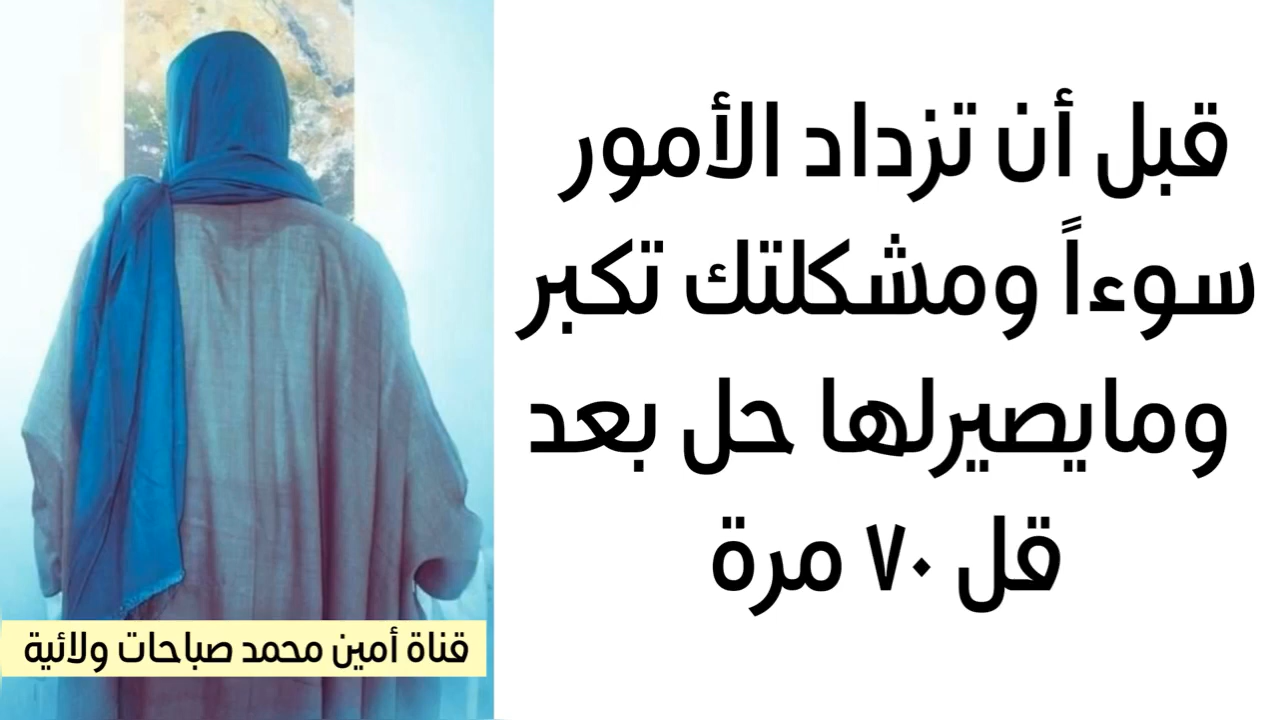 قبل أن تزداد الأمور
سوءاً ومشكلتك تكبر
ومايصيرلها حل بعد
قل ٧٠ مرة
قناة أمين محمد صباحات ولائية